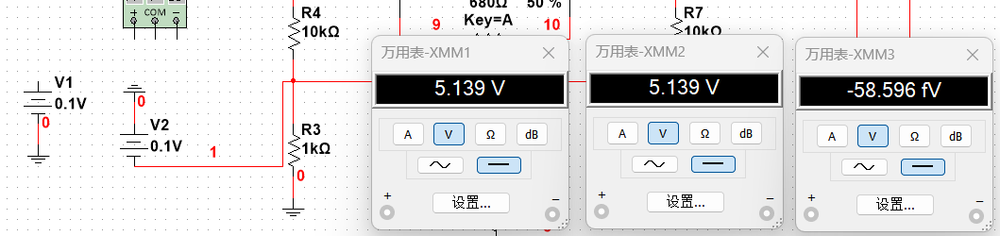 + COM −
R4
10kΩ
680Ω 50 %
Key=A
9
10
R7
10kΩ
V1
0.1V
0
0
V2
0.1V
1
R3
1kΩ
0
万用表-XMM1
5.139 V
A V Ω dB
设置...
+ −
万用表-XMM2
5.139 V
A V Ω dB
设置...
+ −
万用表-XMM3
-58.596 fV
A V Ω dB
设置...
+ −